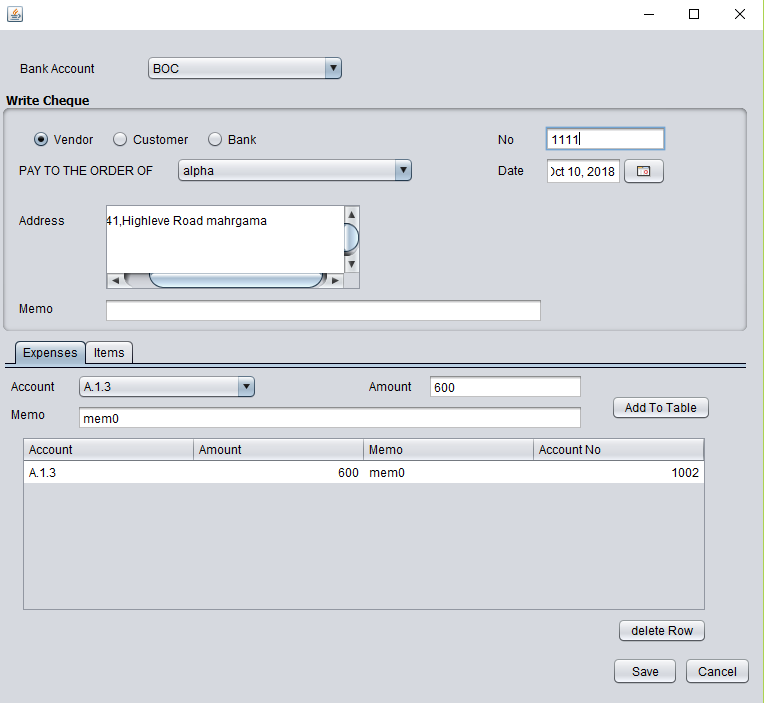 Bank Account BOC
Write Cheque
Vendor Customer Bank No 1111
PAY TO THE ORDER OF alpha Date Oct 10, 2018
Address 41,Highleve Road mahrgama
Memo
Expenses Items
Account A.1.3 Amount 600
Add To Table
Memo mem0
Account Amount Memo Account No
A.1.3 600 mem0 1002
delete Row
Save Cancel